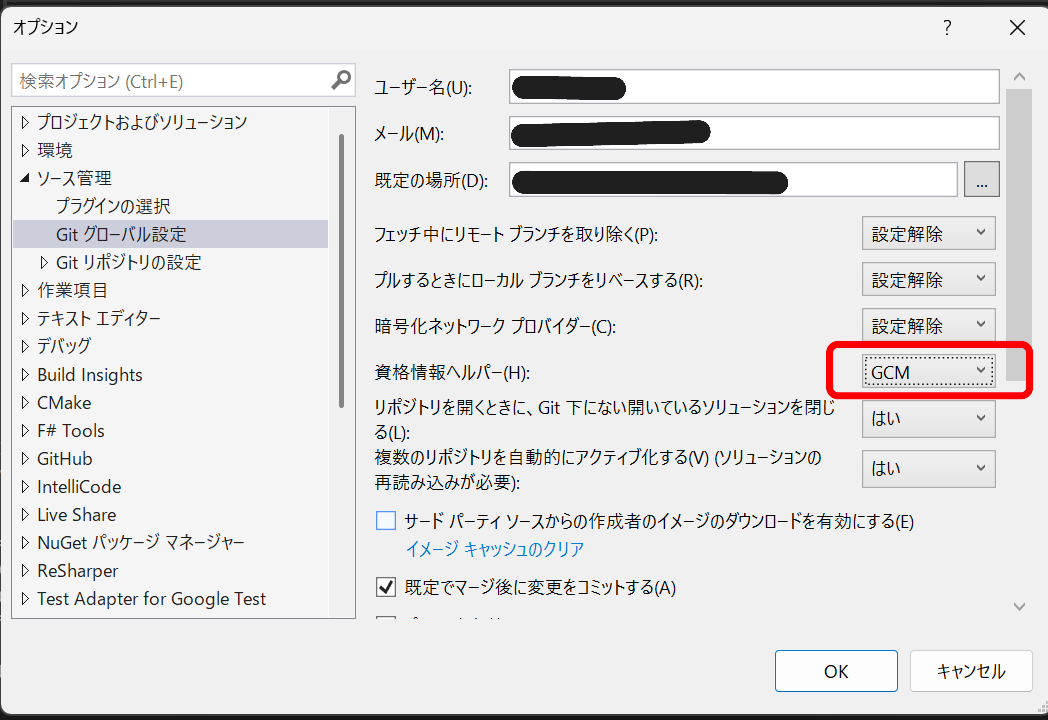 オプション
?
検索オプション (Ctrl+E)
プロジェクトおよびソリューション
環境
ソース管理
プラグインの選択
Git グローバル設定
Git リポジトリの設定
作業項目
テキスト エディター
デバッグ
Build Insights
CMake
F# Tools
GitHub
IntelliCode
Live Share
NuGet パッケージ マネージャー
ReSharper
Test Adapter for Google Test
ユーザー名(U):
メール(M):
既定の場所(D):
...
フェッチ中にリモート ブランチを取り除く(P):
設定解除
プルするときにローカル ブランチをリベースする(R):
設定解除
暗号化ネットワーク プロバイダー(C):
設定解除
資格情報ヘルパー(H):
GCM
リポジトリを開くときに、Git 下にない開いているソリューションを閉じ
る(L):
はい
複数のリポジトリを自動的にアクティブ化する(V) (ソリューションの
再読み込みが必要):
はい
サード パーティ ソースからの作成者のイメージのダウンロードを有効にする(E)
イメージ キャッシュのクリア
既定でマージ後に変更をコミットする(A)
OK
キャンセル